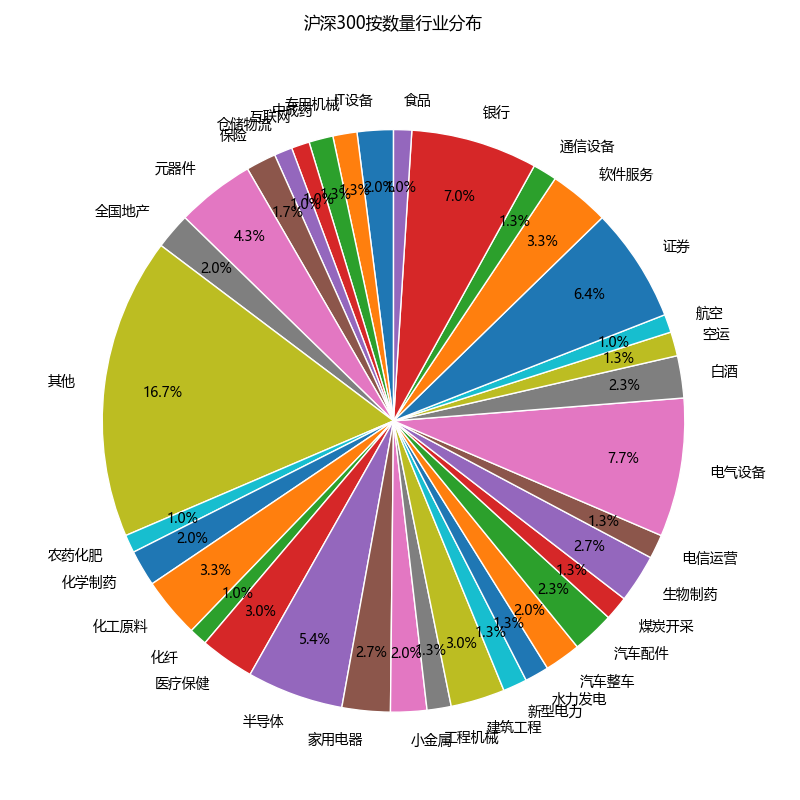 沪深300按数量行业分布
IT设备
2.0%
专用机械
1.3%
中成药
1.3%
互联网
1.0%
仓储物流
1.0%
保险
1.7%
元器件
4.3%
全国地产
2.0%
其他
16.7%
农药化肥
1.0%
化学制药
2.0%
化工原料
3.3%
化纤
1.0%
医疗保健
3.0%
半导体
5.4%
家用电器
2.7%
小金属
2.0%
工程机械
1.3%
建筑工程
3.0%
新型电力
1.3%
水力发电
1.3%
汽车整车
2.0%
汽车配件
2.3%
煤炭开采
1.3%
生物制药
2.7%
电信运营
1.3%
电气设备
7.7%
白酒
2.3%
空运
1.3%
航空
1.0%
证券
6.4%
软件服务
3.3%
通信设备
1.3%
银行
7.0%
食品
1.0%